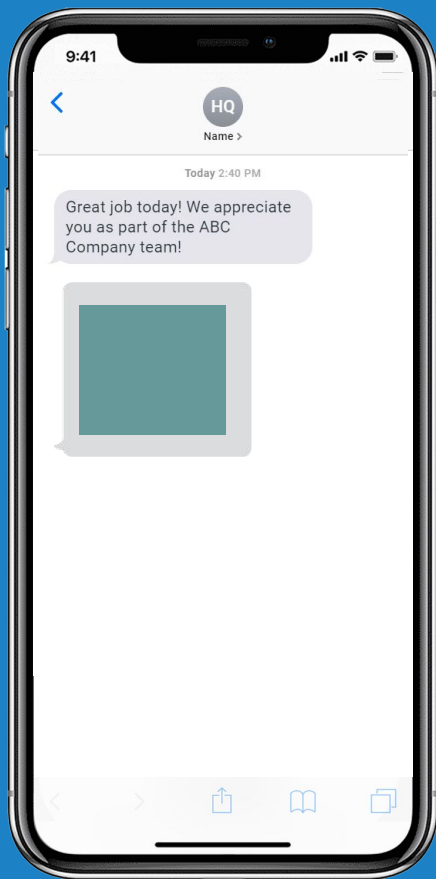 9:41
HQ
Name >
Today 2:40 PM
Great job today! We appreciate
you as part of the ABC
Company team!